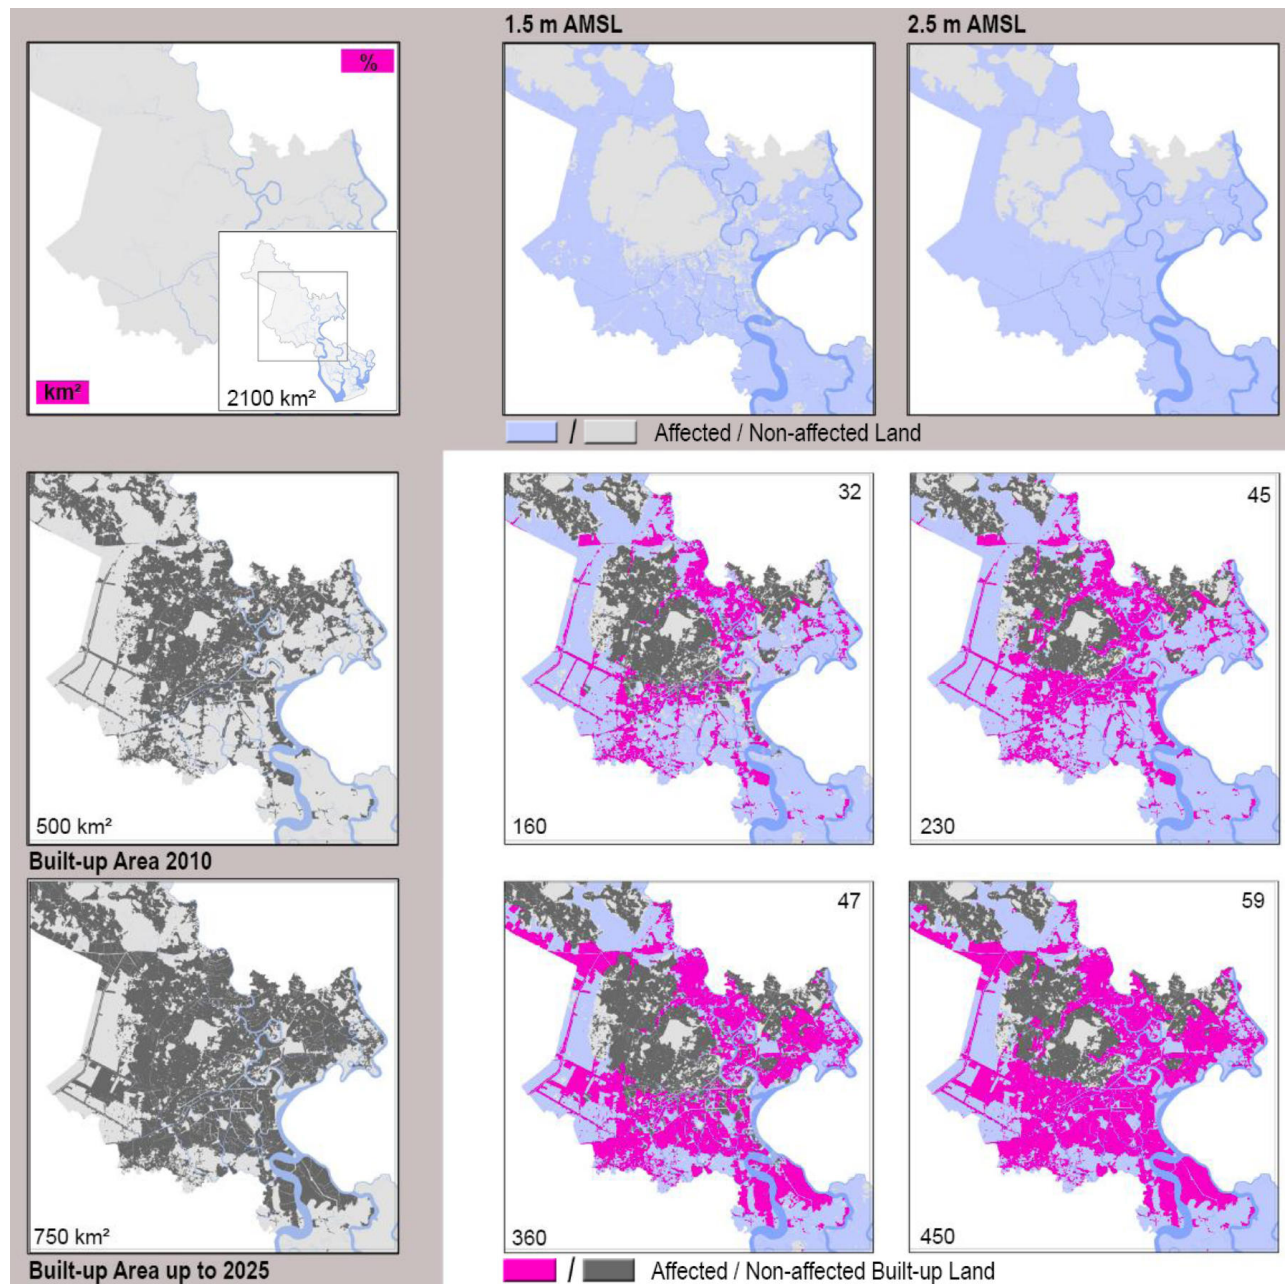 1.5 m AMSL
2.5 m AMSL
%
km²
2100 km²
/ Affected / Non-affected Land
32
45
500 km²
160
230
Built-up Area 2010
47
59
750 km²
360
450
Built-up Area up to 2025
/ Affected / Non-affected Built-up Land